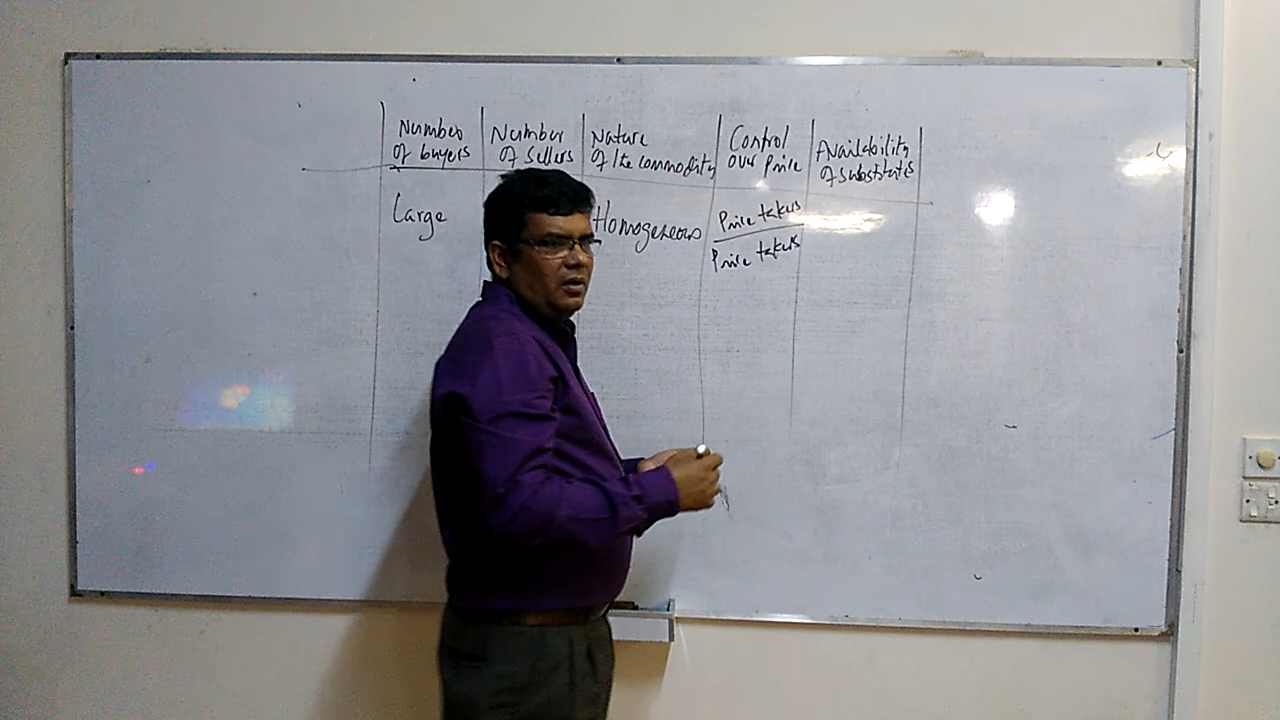 Number
of buyers
Number
of Sellers
Nature
of the commodity
Control
over price
Availability
of substitutes
Large
Homogeneous
Price takers
Price takers